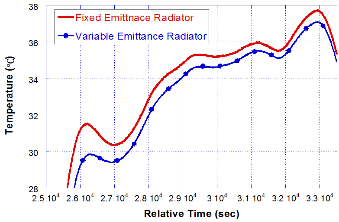 38
Fixed Emittnace Radiator
Variable Emittance Radiator
36
34
32
30
28
Temperature (℃)
2.5 10⁴ 2.6 10⁴ 2.7 10⁴ 2.8 10⁴ 2.9 10⁴ 3.0 10⁴ 3.1 10⁴ 3.2 10⁴ 3.3 10⁴
Relative Time (sec)